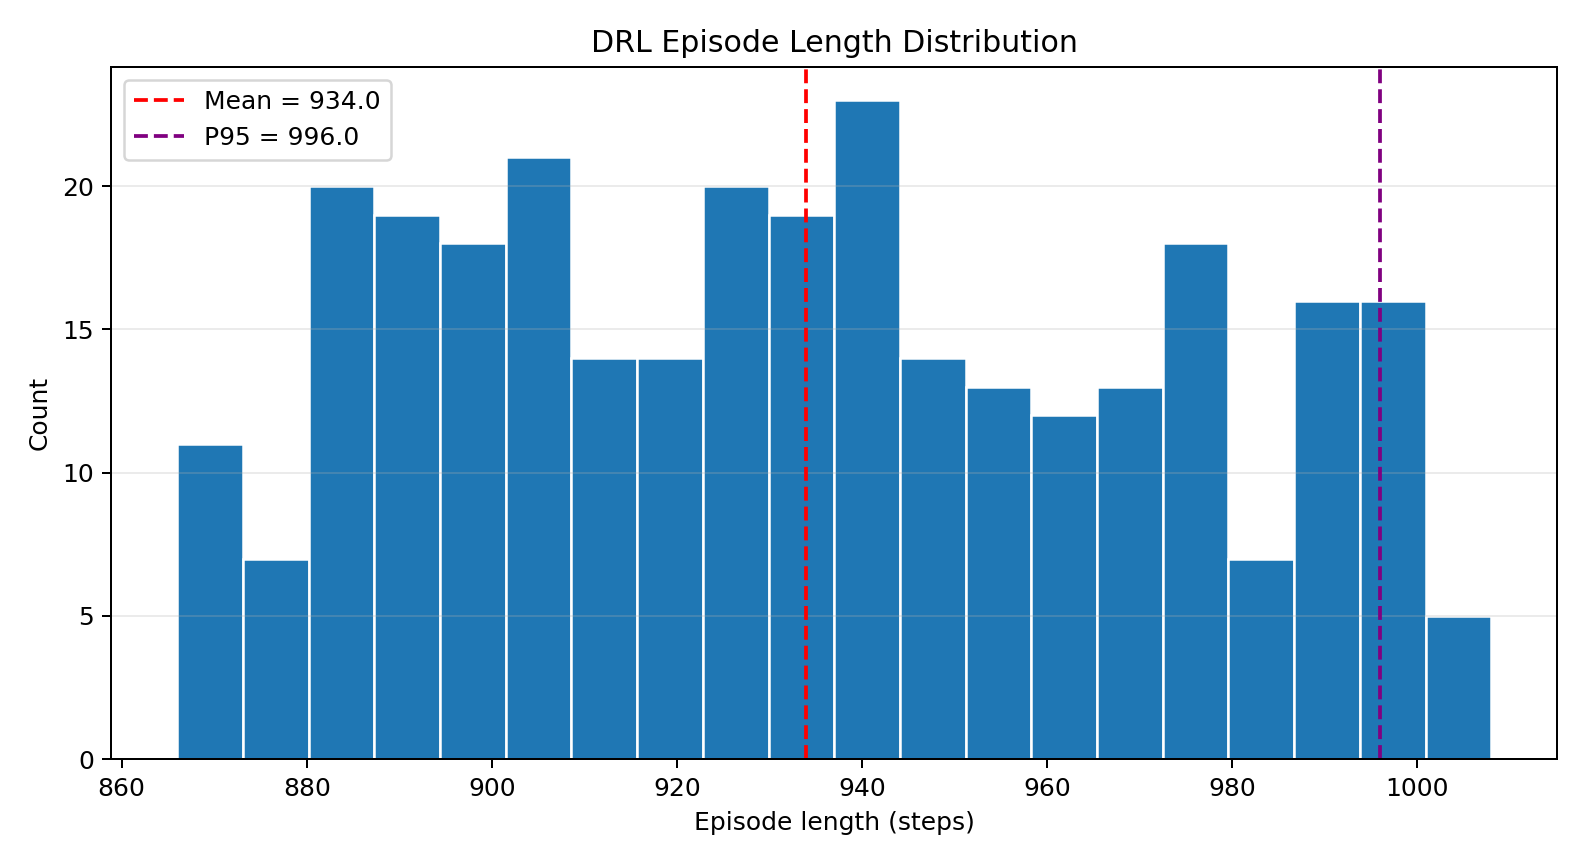 DRL Episode Length Distribution
Mean = 934.0
P95 = 996.0
Count
20
15
10
5
0
860 880 900 920 940 960 980 1000
Episode length (steps)